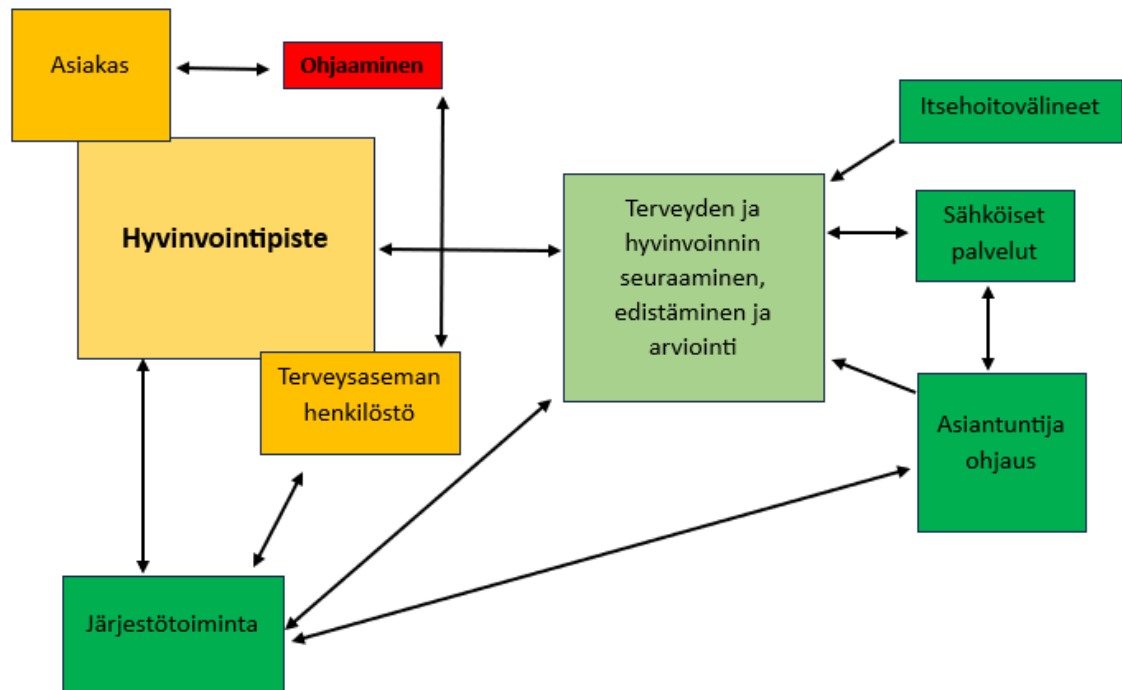 Asiakas
Ohjaaminen
Itsehoitovälineet
Hyvinvointipiste
Terveyden ja
hyvinvoinnin
seuraaminen,
edistäminen ja
arviointi
Sähköiset
palvelut
Terveysaseman
henkilöstö
Asiantuntija
ohjaus
Järjestötoiminta